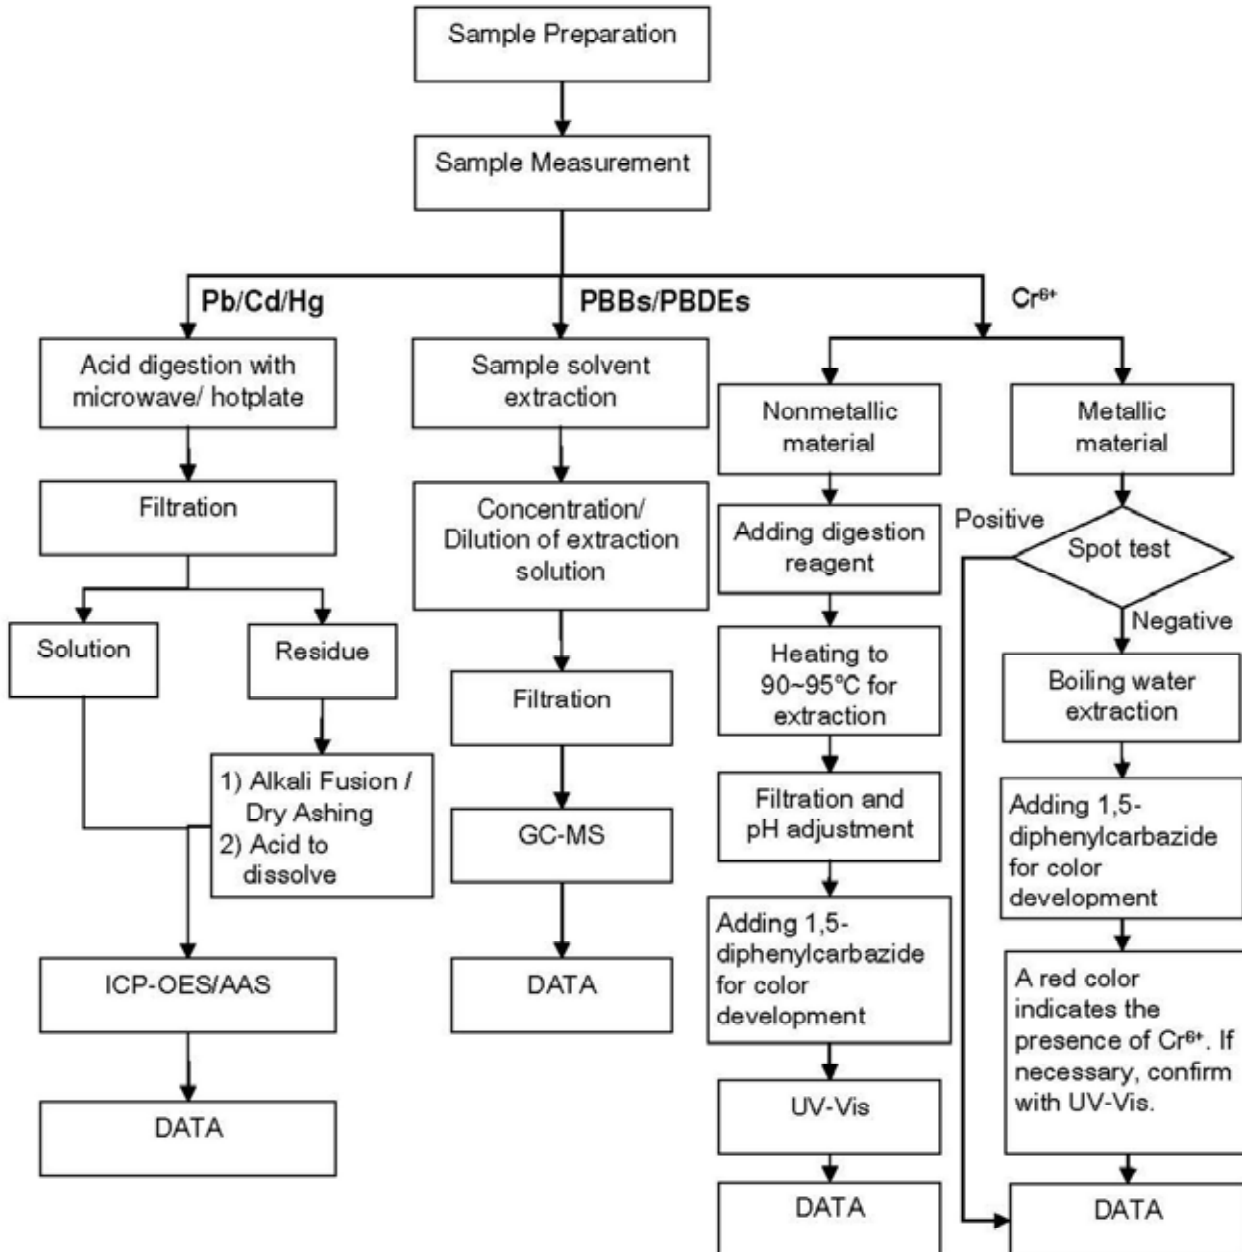 Sample Preparation
Sample Measurement
Pb/Cd/Hg
PBBs/PBDEs
Cr⁶⁺
Acid digestion with
microwave/ hotplate
Filtration
Solution
Residue
1) Alkali Fusion /
Dry Ashing
2) Acid to
dissolve
ICP-OES/AAS
DATA
Sample solvent
extraction
Concentration/
Dilution of extraction
solution
Filtration
GC-MS
DATA
Nonmetallic
material
Adding digestion
reagent
Heating to
90~95°C for
extraction
Filtration and
pH adjustment
Adding 1,5-
diphenylcarbazide
for color
development
UV-Vis
DATA
Metallic
material
Positive
Spot test
Negative
Boiling water
extraction
Adding 1,5-
diphenylcarbazide
for color
development
A red color
indicates the
presence of Cr⁶⁺. If
necessary, confirm
with UV-Vis.
DATA